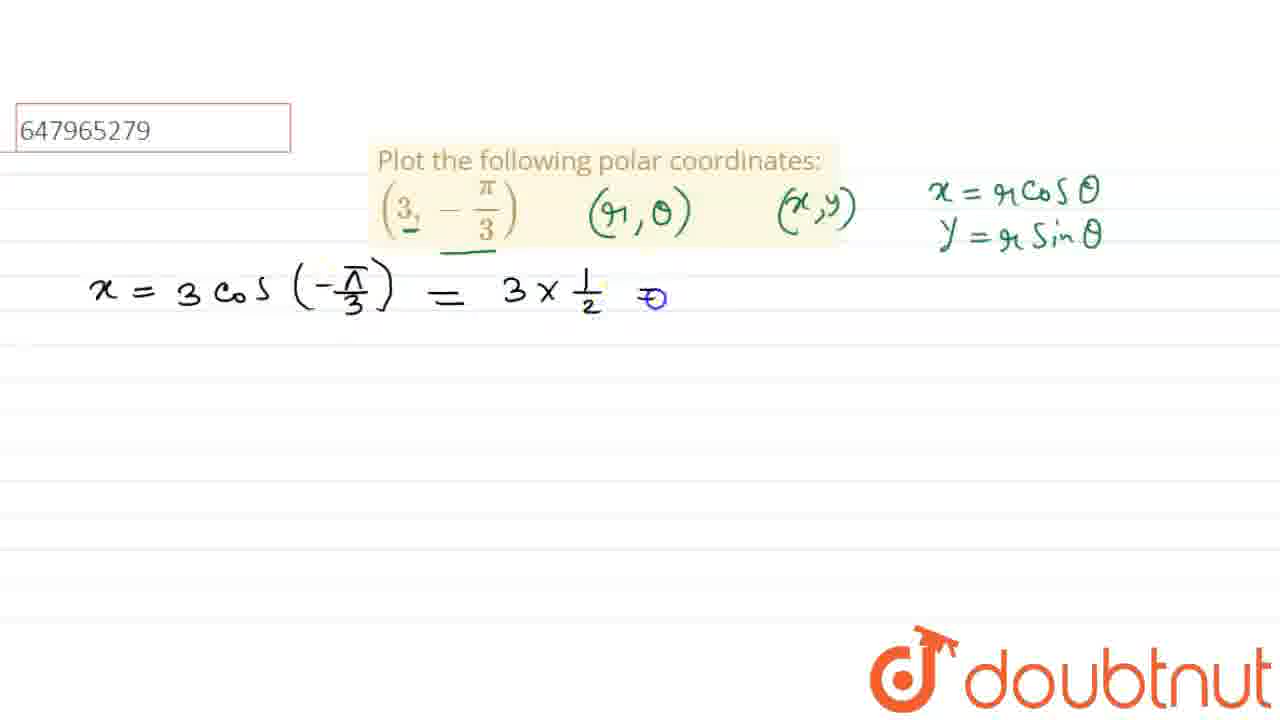 647965279
Plot the following polar coordinates:
(3, -π/3) (r, θ) (x, y) x = r cos θ
y = r sin θ
x = 3 cos (-π/3) = 3 × 1/2 =
doubtnut